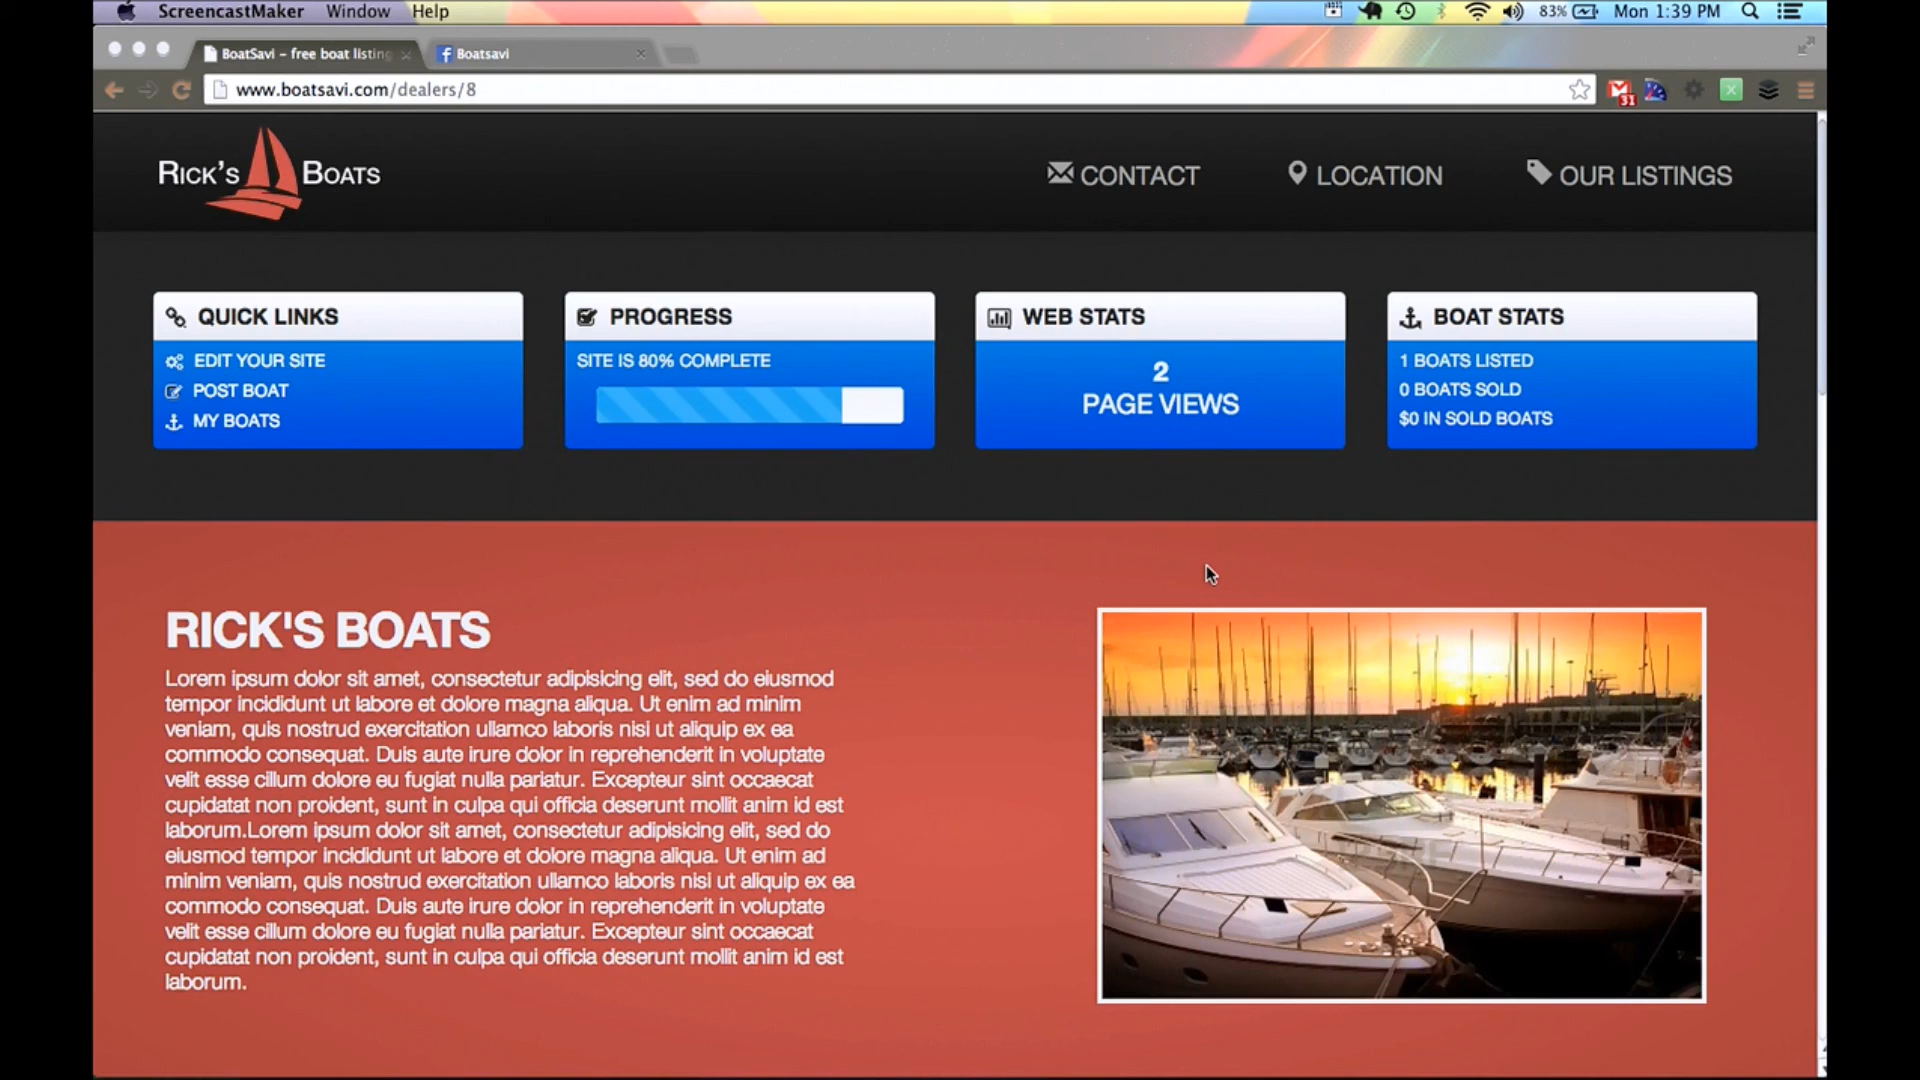 ScreencastMaker Window Help
83% Mon 1:39 PM
BoatSavi – free boat listing
Boatsavi
www.boatsavi.com/dealers/8
31
RICK'S BOATS
CONTACT
LOCATION
OUR LISTINGS
QUICK LINKS
EDIT YOUR SITE
POST BOAT
MY BOATS
PROGRESS
SITE IS 80% COMPLETE
WEB STATS
2
PAGE VIEWS
BOAT STATS
1 BOATS LISTED
0 BOATS SOLD
$0 IN SOLD BOATS
RICK'S BOATS
Lorem ipsum dolor sit amet, consectetur adipisicing elit, sed do eiusmod
tempor incididunt ut labore et dolore magna aliqua. Ut enim ad minim
veniam, quis nostrud exercitation ullamco laboris nisi ut aliquip ex ea
commodo consequat. Duis aute irure dolor in reprehenderit in voluptate
velit esse cillum dolore eu fugiat nulla pariatur. Excepteur sint occaecat
cupidatat non proident, sunt in culpa qui officia deserunt mollit anim id est
laborum.Lorem ipsum dolor sit amet, consectetur adipisicing elit, sed do
eiusmod tempor incididunt ut labore et dolore magna aliqua. Ut enim ad
minim veniam, quis nostrud exercitation ullamco laboris nisi ut aliquip ex ea
commodo consequat. Duis aute irure dolor in reprehenderit in voluptate
velit esse cillum dolore eu fugiat nulla pariatur. Excepteur sint occaecat
cupidatat non proident, sunt in culpa qui officia deserunt mollit anim id est
laborum.